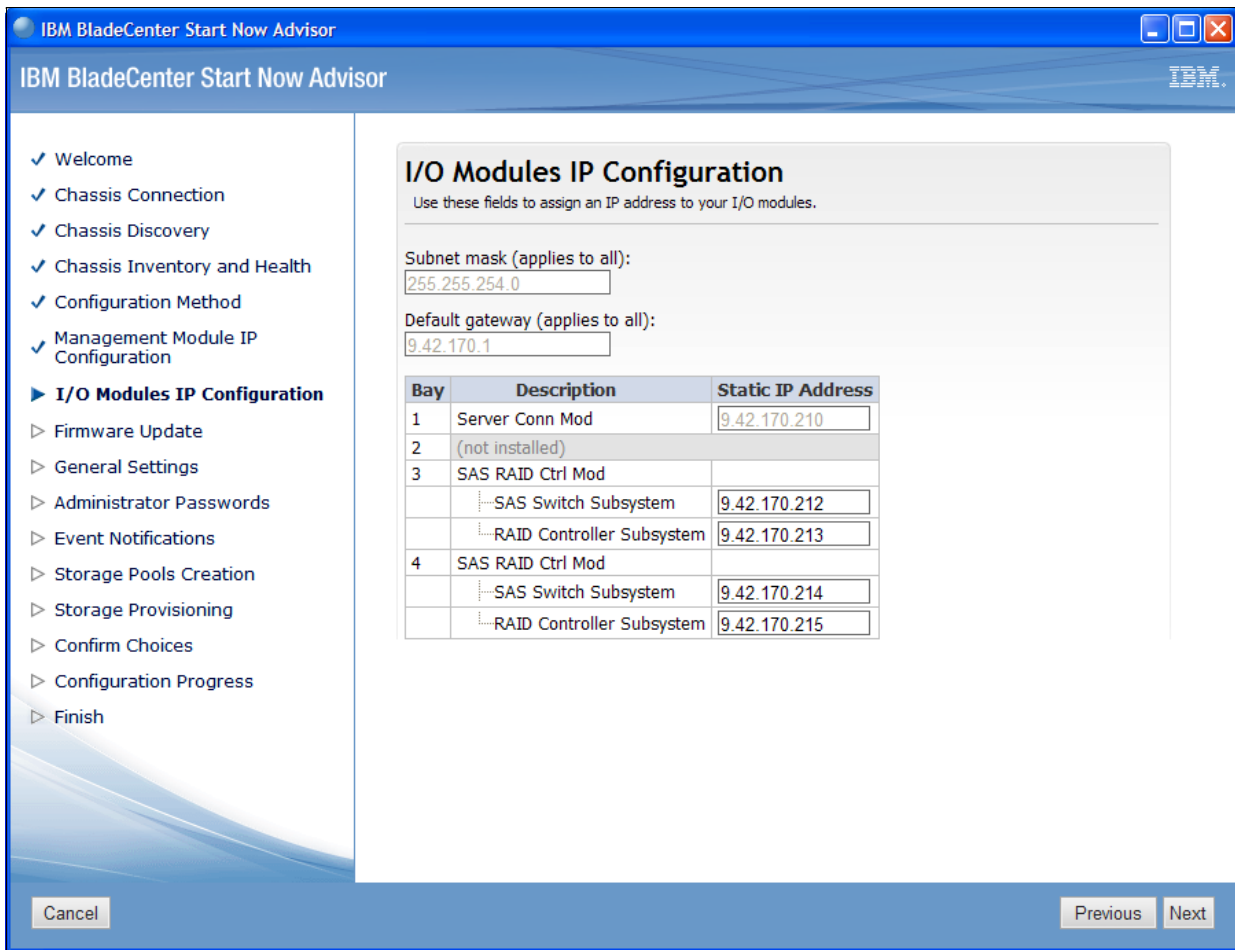 IBM BladeCenter Start Now Advisor
IBM BladeCenter Start Now Advisor
IBM.
Welcome
Chassis Connection
Chassis Discovery
Chassis Inventory and Health
Configuration Method
Management Module IP
Configuration
I/O Modules IP Configuration
Firmware Update
General Settings
Administrator Passwords
Event Notifications
Storage Pools Creation
Storage Provisioning
Confirm Choices
Configuration Progress
Finish
I/O Modules IP Configuration
Use these fields to assign an IP address to your I/O modules.
Subnet mask (applies to all):
255.255.254.0
Default gateway (applies to all):
9.42.170.1
Bay Description Static IP Address
1 Server Conn Mod 9.42.170.210
2 (not installed)
3 SAS RAID Ctrl Mod
SAS Switch Subsystem 9.42.170.212
RAID Controller Subsystem 9.42.170.213
4 SAS RAID Ctrl Mod
SAS Switch Subsystem 9.42.170.214
RAID Controller Subsystem 9.42.170.215
Cancel Previous Next